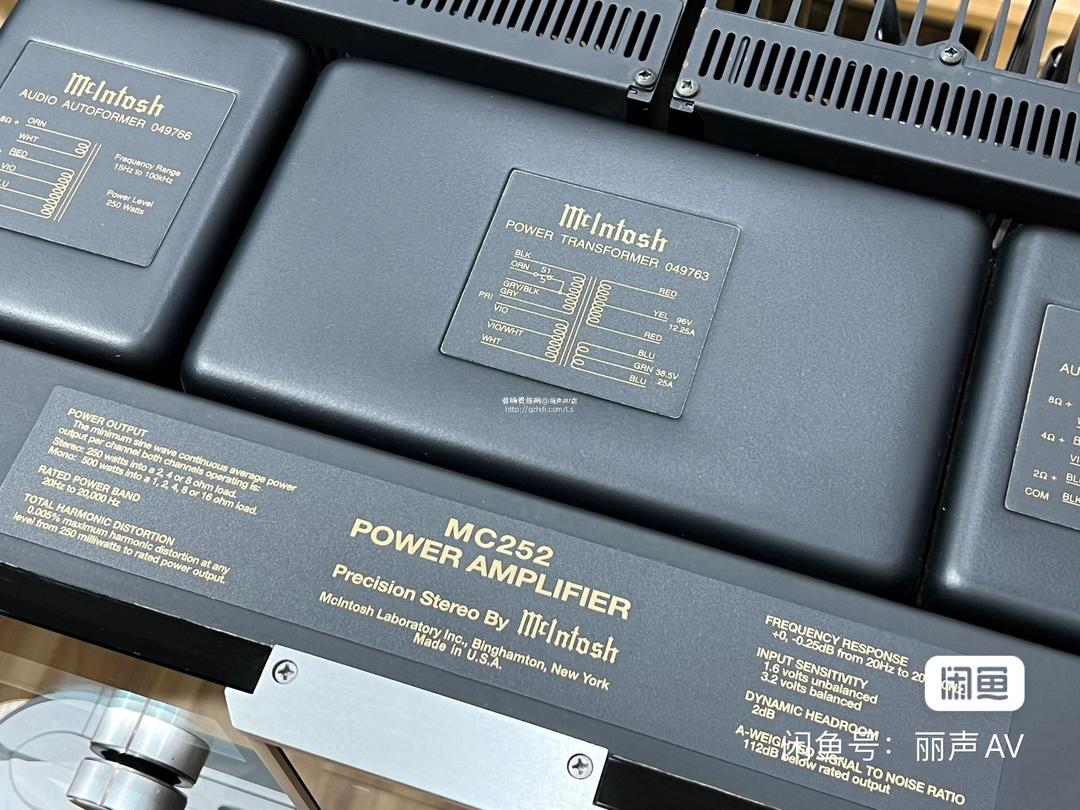 McIntosh
AUDIO AUTOFORMER 049766
8Ω + ORN
WHT
RED
VIO
Frequency Range
15Hz to 100kHz
Power Level
250 Watts
McIntosh
POWER TRANSFORMER 049763
BLK
ORN S1
GRY/BLK
PRI GRY
VIO
VIO/WHT
WHT
RED
YEL 96V
12.25A
RED
BLU
GRN 38.5V
BLU .25A
8Ω +
4Ω +
2Ω +
COM
音响贵族网@丽声AV店
http://gzhifi.com/Ls
POWER OUTPUT
The minimum sine wave continuous average power
output per channel both channels operating is:
Stereo: 250 watts into a 2, 4 or 8 ohm load.
Mono: 500 watts into a 1, 2, 4, 8 or 16 ohm load.
RATED POWER BAND
20Hz to 20,000 Hz
TOTAL HARMONIC DISTORTION
0.005% maximum harmonic distortion at any
level from 250 milliwatts to rated power output.
MC252
POWER AMPLIFIER
Precision Stereo By McIntosh
McIntosh Laboratory Inc., Binghamton, New York
Made in U.S.A.
FREQUENCY RESPONSE
+0, -0.25dB from 20Hz to
INPUT SENSITIVITY
1.6 volts unbalanced
3.2 volts balanced
DYNAMIC HEADROOM
2dB
A-WEIGHTED SIGNAL TO NOISE RATIO
112dB below rated output
闲鱼
闲鱼号：丽声 AV